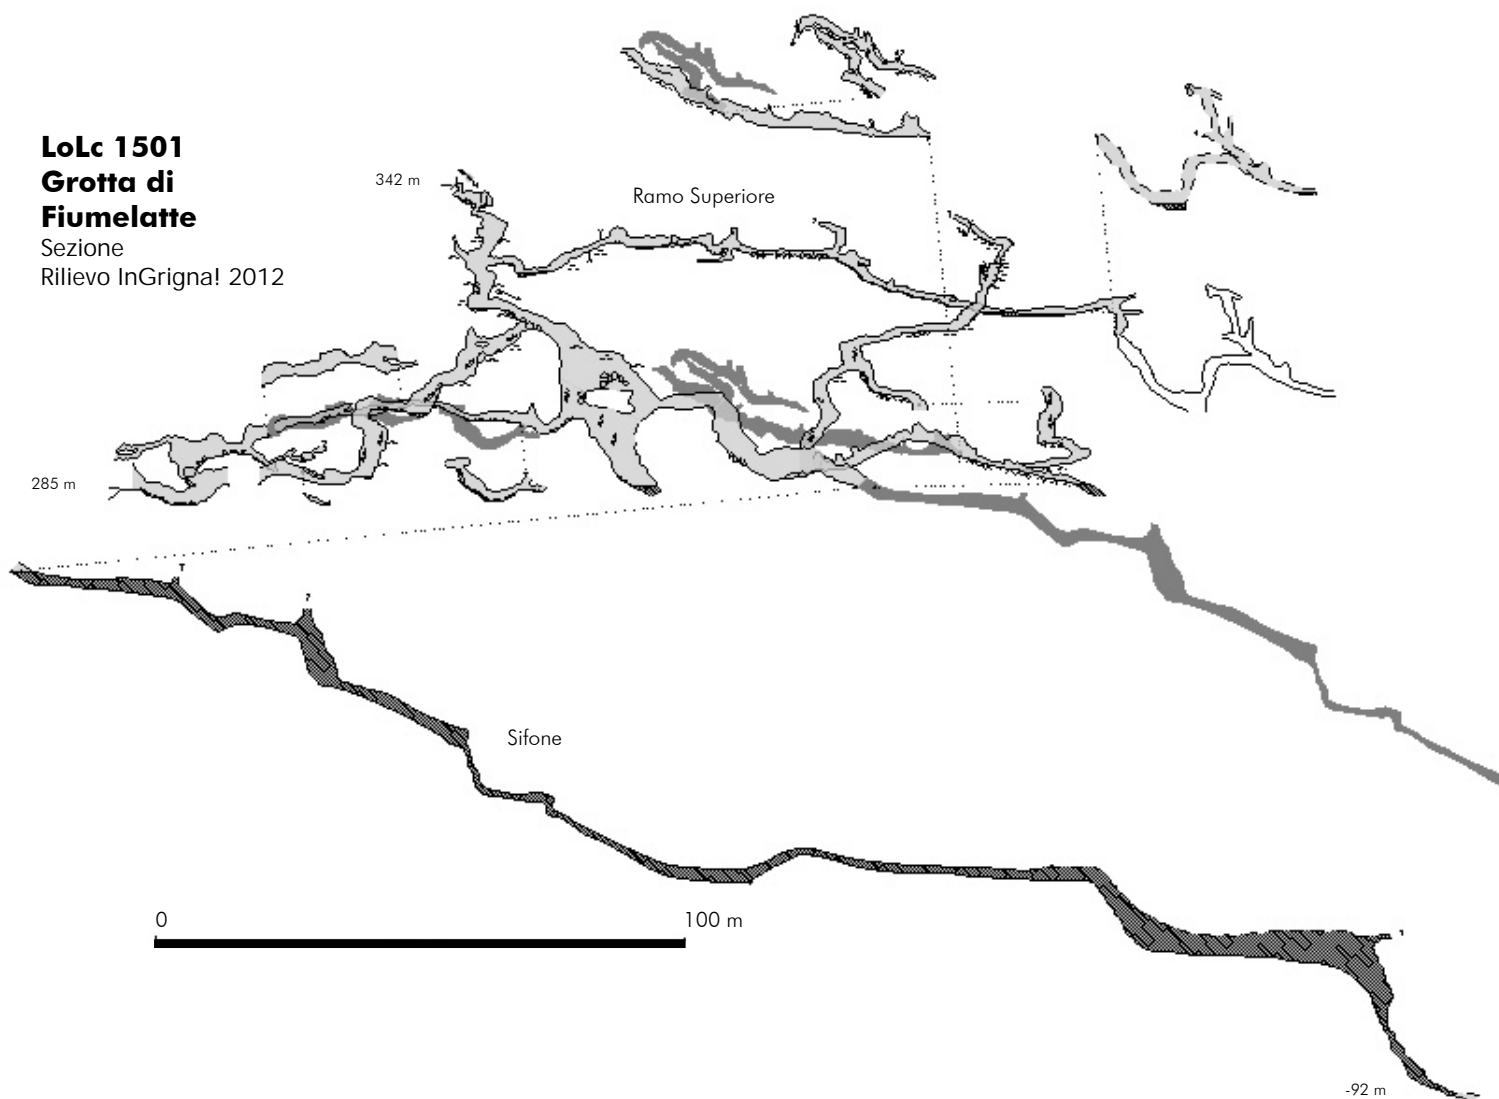 LoLc 1501
Grotta di
Fiumelatte
Sezione
Rilievo InGrigna! 2012
342 m
Ramo Superiore
285 m
Sifone
0
100 m
-92 m